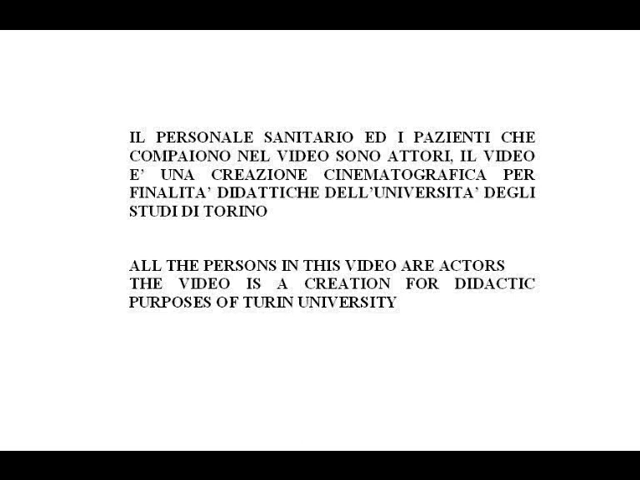 IL PERSONALE SANITARIO ED I PAZIENTI CHE
COMPAIONO NEL VIDEO SONO ATTORI, IL VIDEO
E' UNA CREAZIONE CINEMATOGRAFICA PER
FINALITA' DIDATTICHE DELL'UNIVERSITA' DEGLI
STUDI DI TORINO
ALL THE PERSONS IN THIS VIDEO ARE ACTORS
THE VIDEO IS A CREATION FOR DIDACTIC
PURPOSES OF TURIN UNIVERSITY